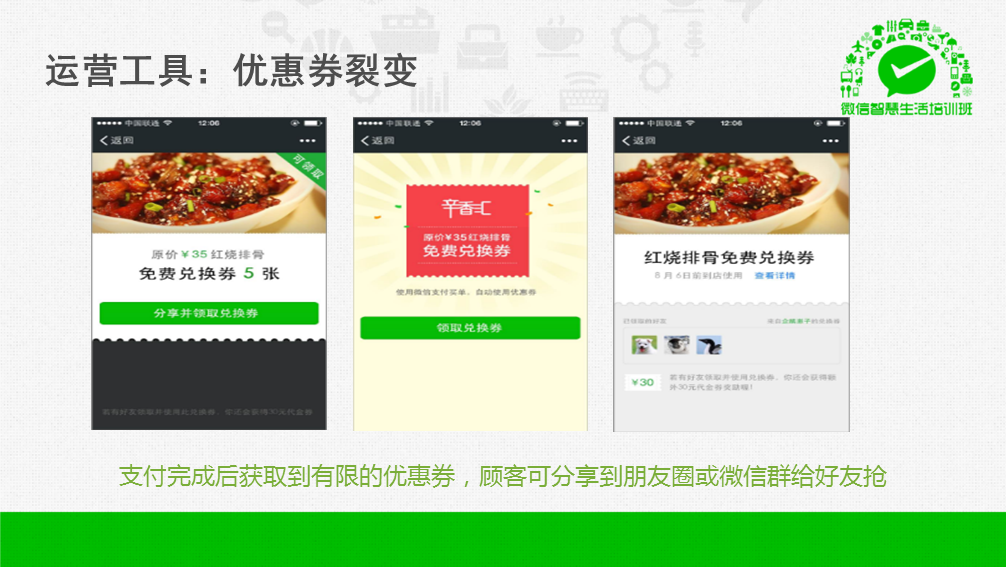 运营工具：优惠券裂变
微信智慧生活培训班
中国联通
12:06
返回
可领取
原价￥35红烧排骨
免费兑换券 5 张
分享并领取兑换券
若有好友领取并使用此兑换券，你还会获得30元代金券
中国联通
12:06
返回
辛香汇
原价￥35红烧排骨
免费兑换券
使用微信支付买单，自动使用优惠券
领取兑换券
中国联通
12:06
返回
红烧排骨免费兑换券
8月6日前到店使用 查看详情
￥30
若有好友领取并使用兑换券，你还会获得额
外30元代金券奖励喔！
支付完成后获取到有限的优惠券，顾客可分享到朋友圈或微信群给好友抢